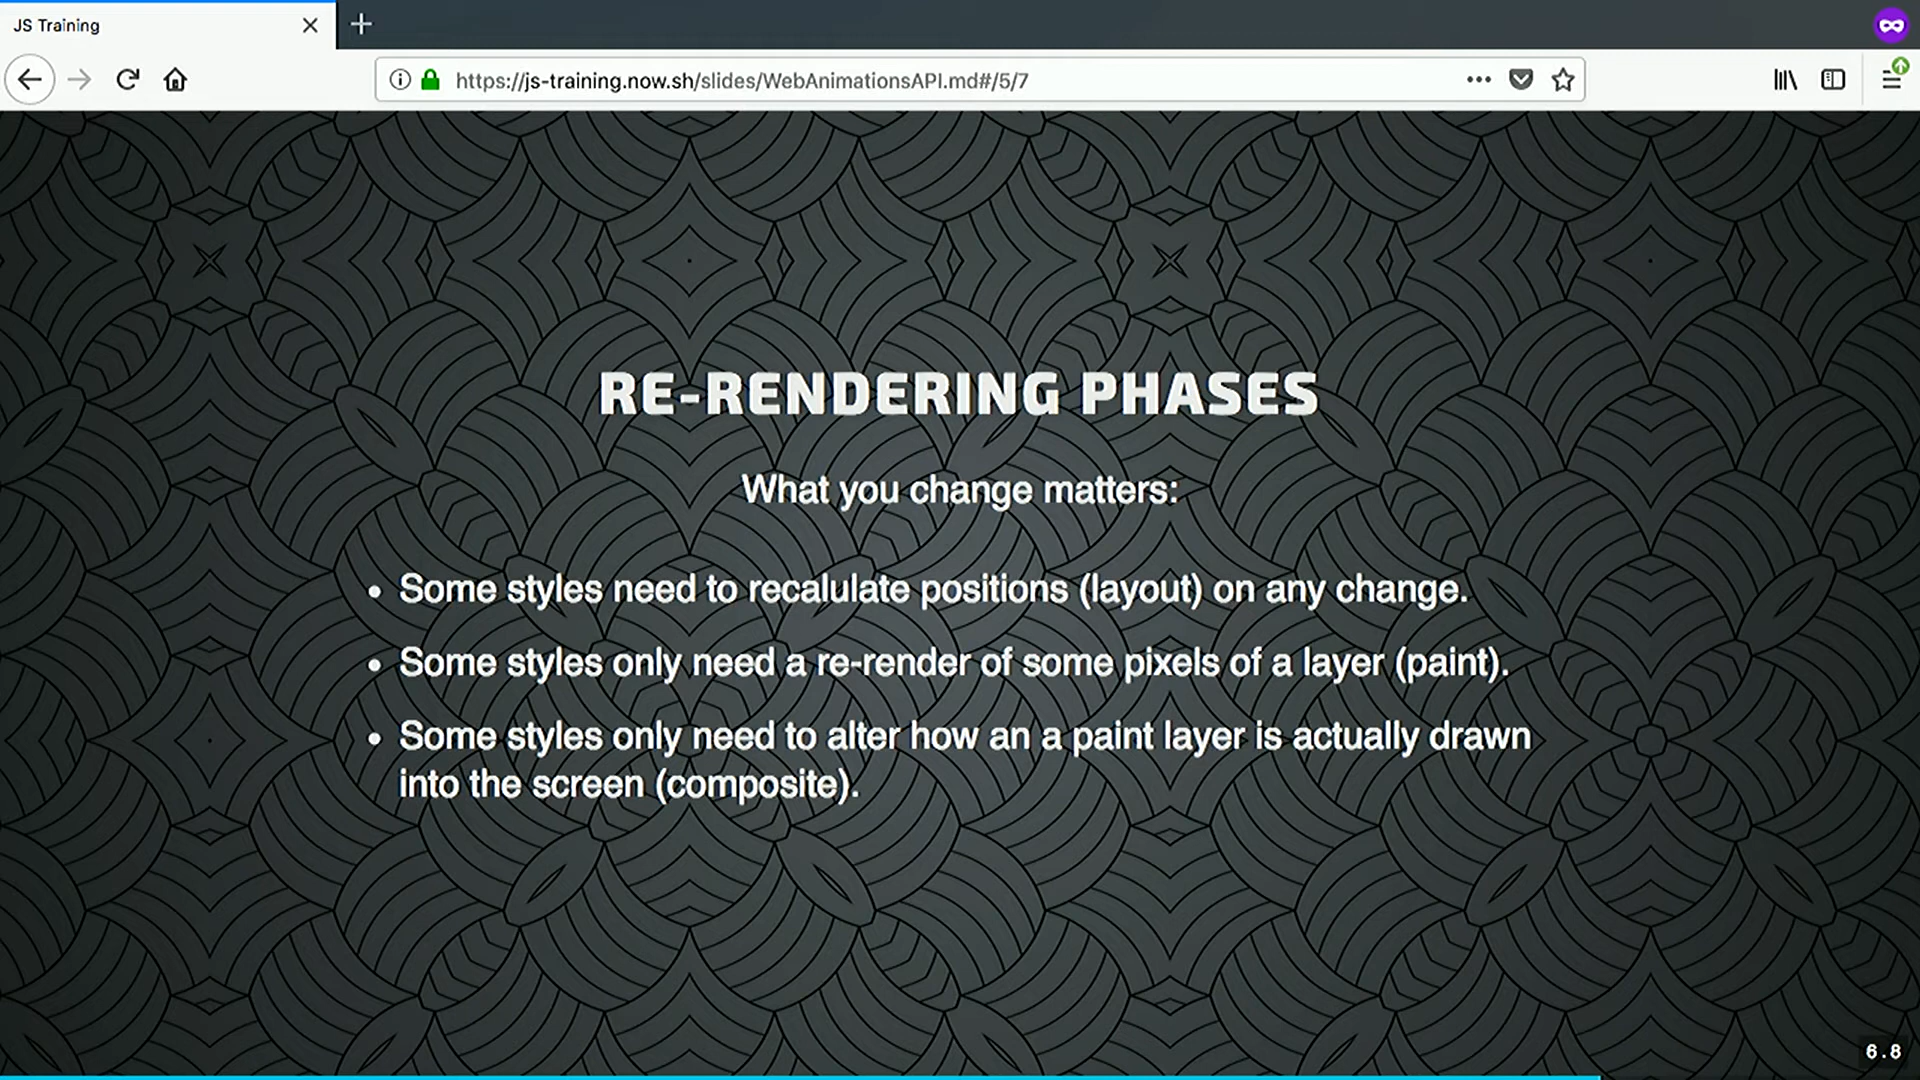 JS Training
https://js-training.now.sh/slides/WebAnimationsAPI.md#/5/7
RE-RENDERING PHASES
What you change matters:
• Some styles need to recalulate positions (layout) on any change.
• Some styles only need a re-render of some pixels of a layer (paint).
• Some styles only need to alter how an a paint layer is actually drawn
into the screen (composite).
6.8